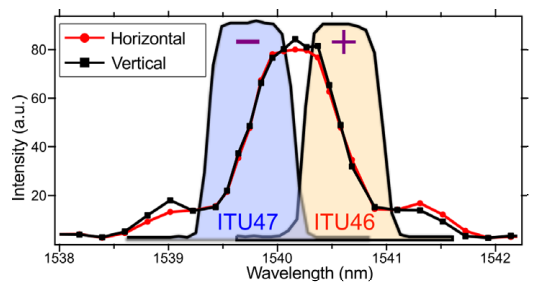 Horizontal
Vertical
−
+
80
60
40
20
Intensity (a.u.)
ITU47
ITU46
1538
1539
1540
1541
1542
Wavelength (nm)